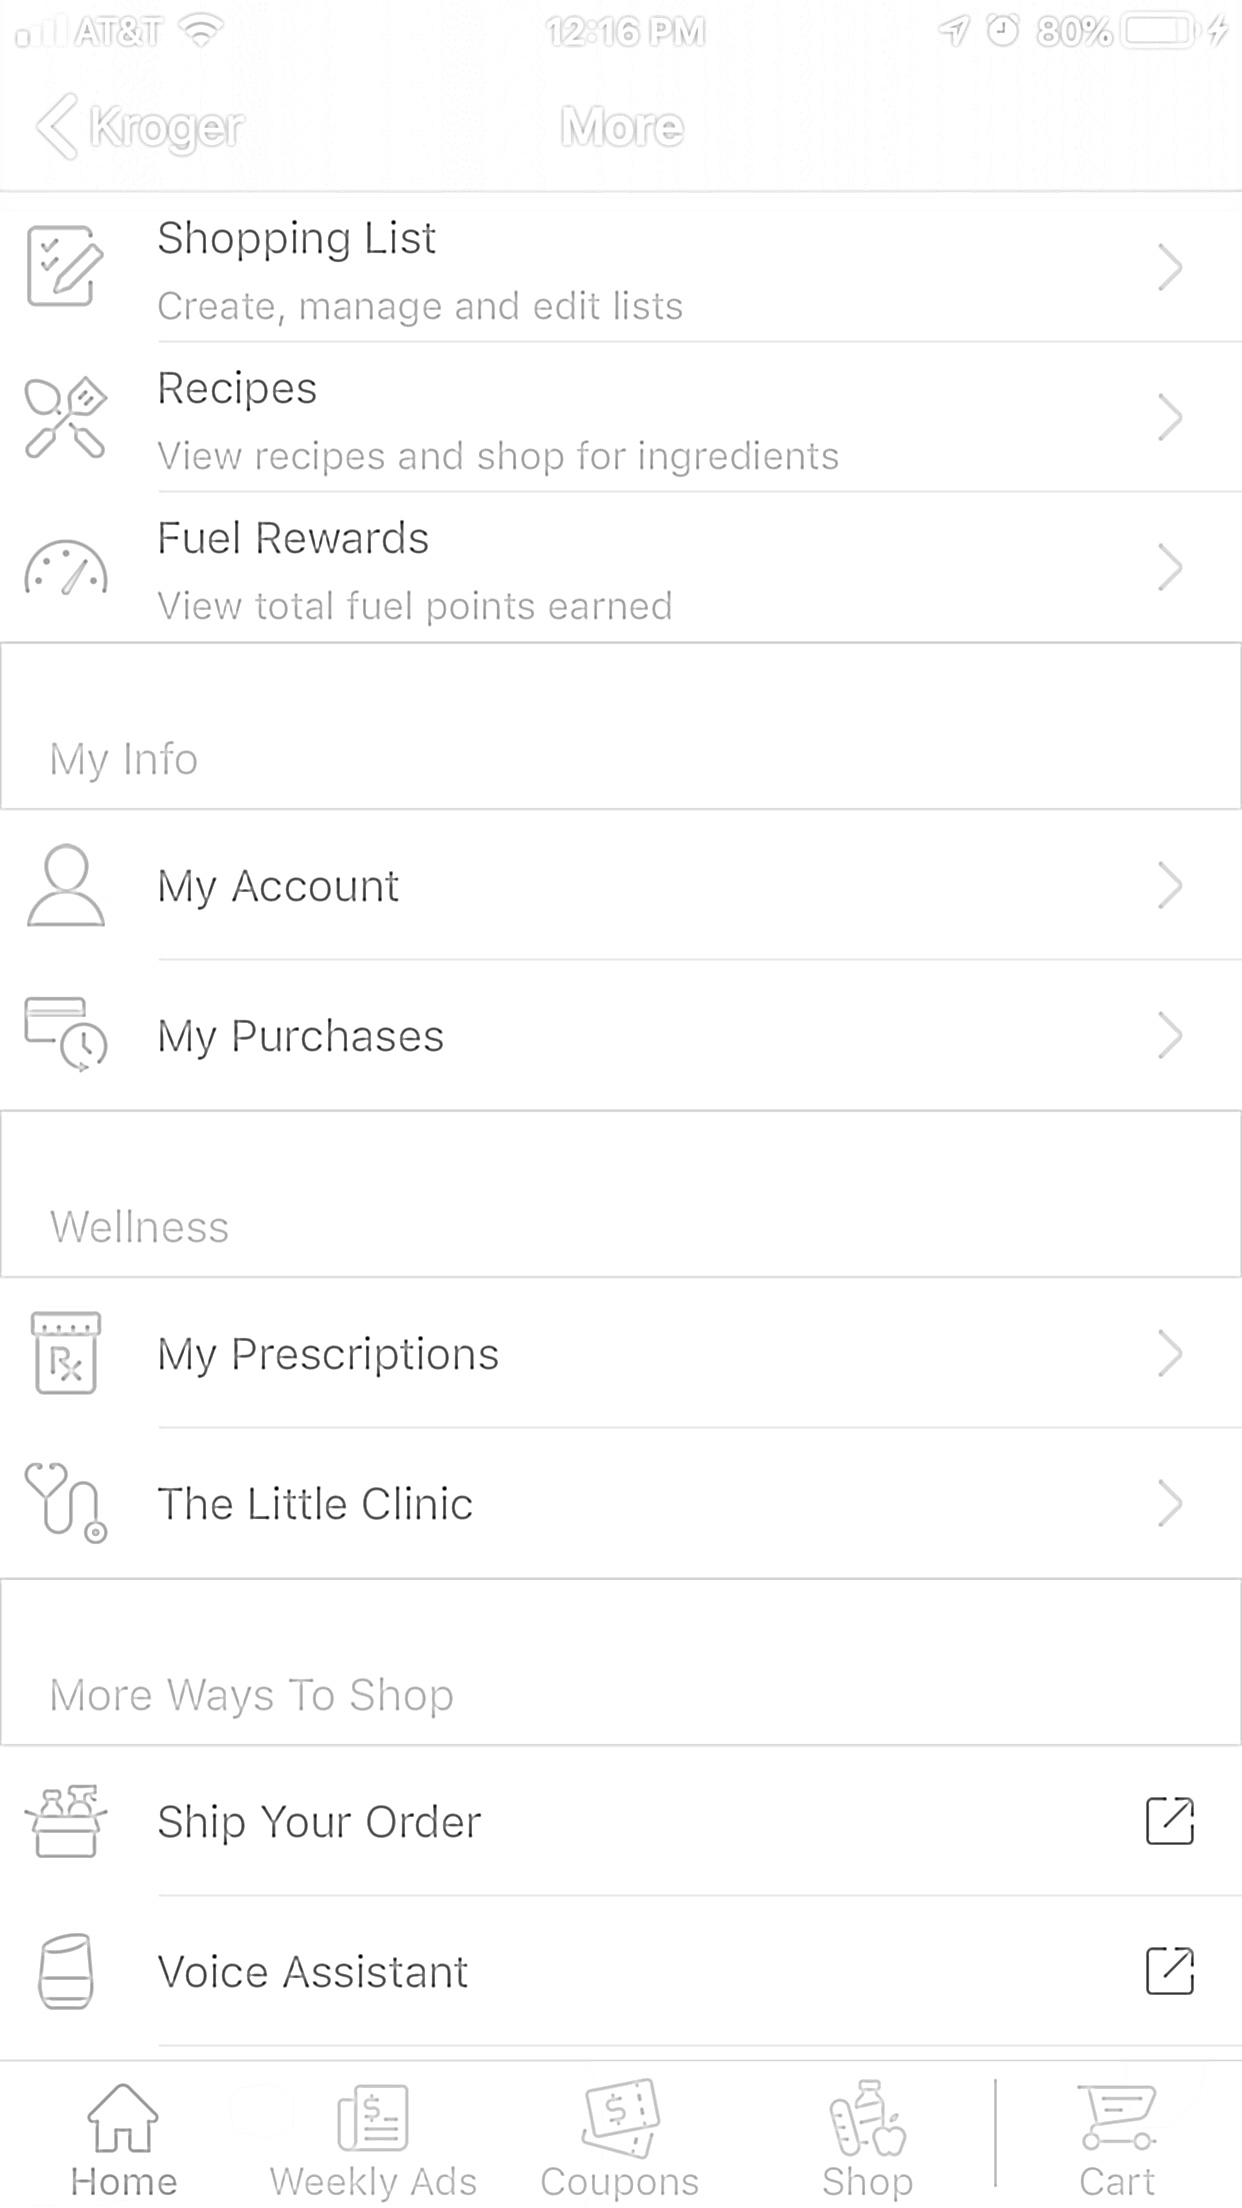 AT&T 12:16 PM 80%
Kroger More
Shopping List
Create, manage and edit lists
Recipes
View recipes and shop for ingredients
Fuel Rewards
View total fuel points earned
My Info
My Account
My Purchases
Wellness
Rx
My Prescriptions
The Little Clinic
More Ways To Shop
Ship Your Order
Voice Assistant
$ $
Home Weekly Ads Coupons Shop Cart